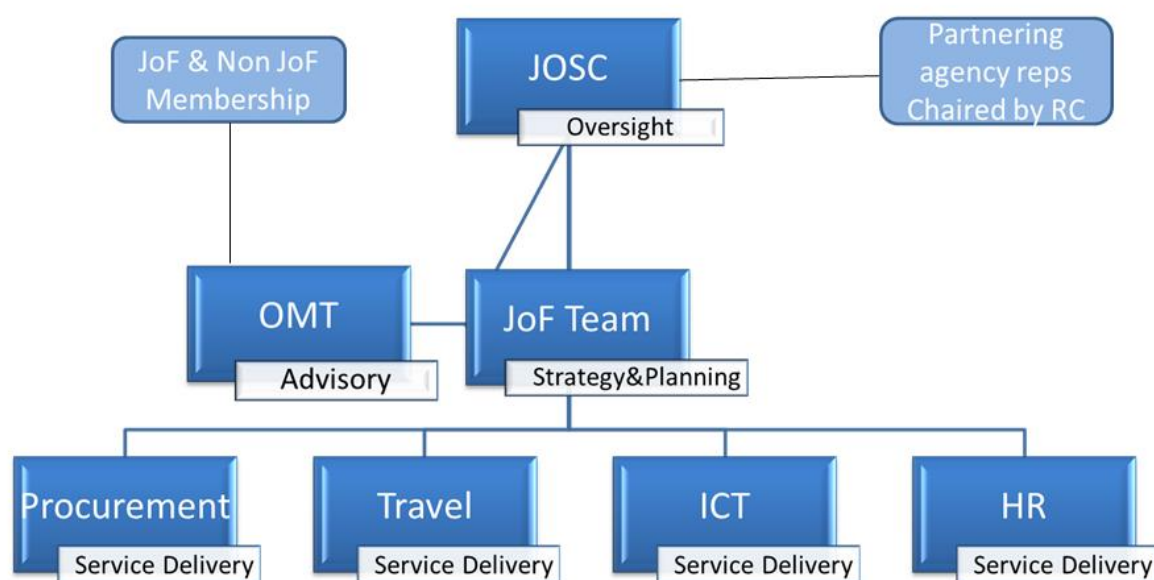 JoF & Non JoF
Membership
JOSC
Oversight
Partnering
agency reps
Chaired by RC
OMT
Advisory
JoF Team
Strategy&Planning
Procurement
Service Delivery
Travel
Service Delivery
ICT
Service Delivery
HR
Service Delivery